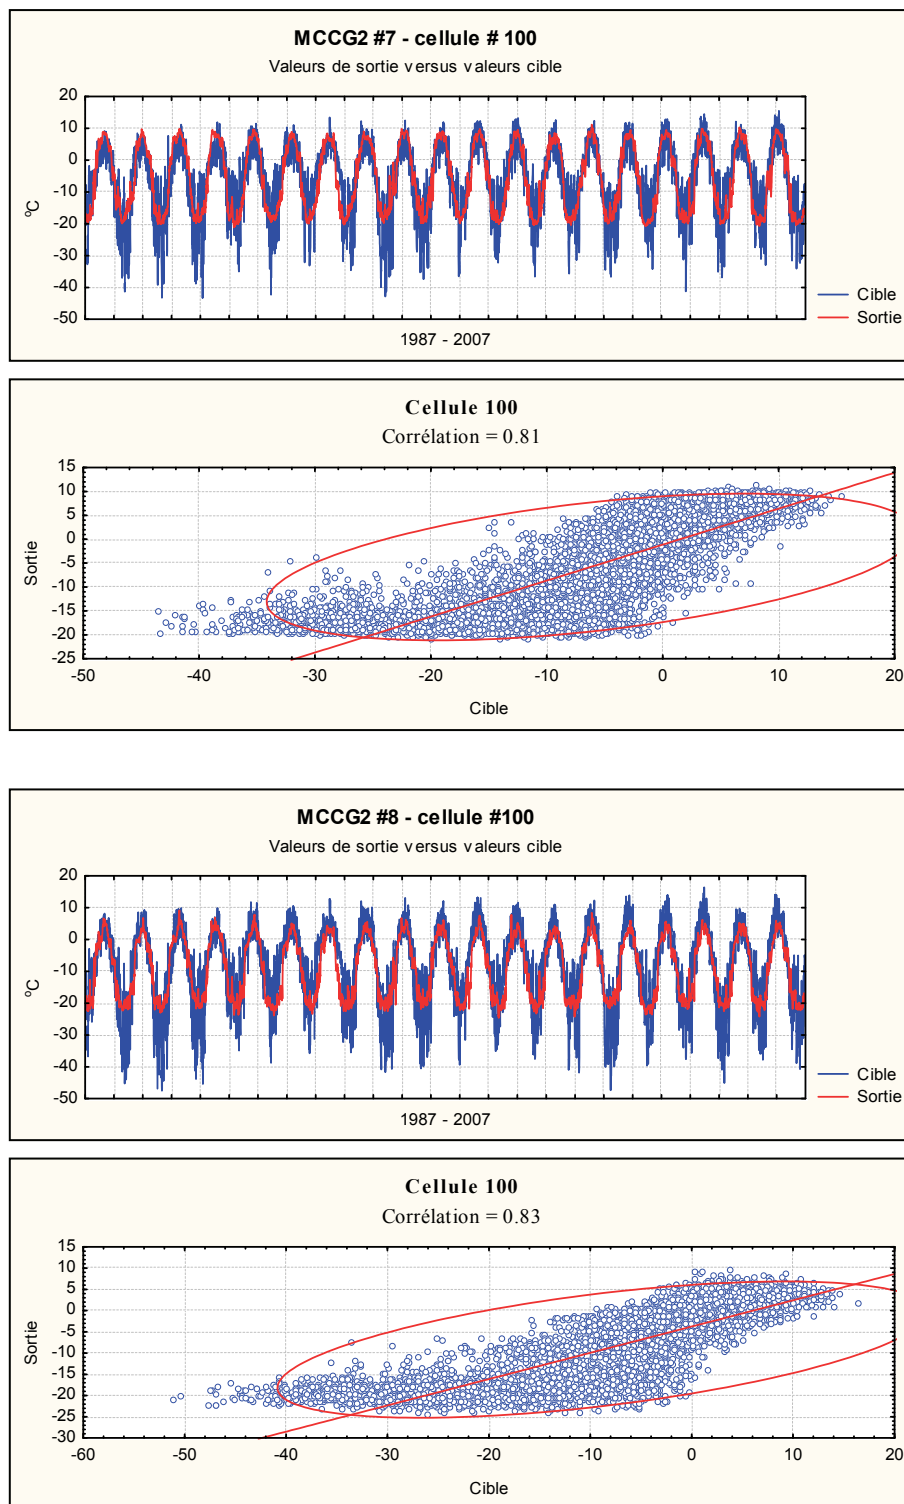 MCCG2 #7 - cellule # 100
Valeurs de sortie versus valeurs cible
20
10
0
-10
-20
-30
-40
-50
°C
Cible
Sortie
1987 - 2007
Cellule 100
Corrélation = 0.81
15
10
5
0
-5
-10
-15
-20
-25
Sortie
-50 -40 -30 -20 -10 0 10 20
Cible
MCCG2 #8 - cellule #100
Valeurs de sortie versus valeurs cible
20
10
0
-10
-20
-30
-40
-50
°C
Cible
Sortie
1987 - 2007
Cellule 100
Corrélation = 0.83
15
10
5
0
-5
-10
-15
-20
-25
-30
Sortie
-60 -50 -40 -30 -20 -10 0 10 20
Cible